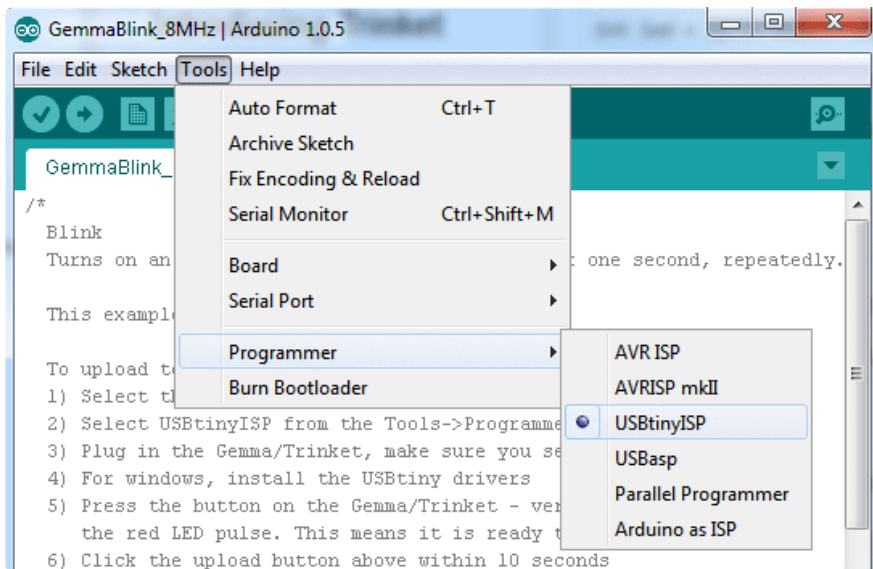 GemmaBlink_8MHz | Arduino 1.0.5
File Edit Sketch Tools Help
Auto Format Ctrl+T
Archive Sketch
Fix Encoding & Reload
Serial Monitor Ctrl+Shift+M
Board
Serial Port
Programmer
Burn Bootloader
AVR ISP
AVRISP mkII
USBtinyISP
USBasp
Parallel Programmer
Arduino as ISP
GemmaBlink_
/*
Blink
Turns on an one second, repeatedly.
This
To upload
1) Select
2) Select USBtinyISP from the
3) Plug in the Gemma/Trinket, make sure you
4) For windows, install the USBtiny drivers
5) Press the button on the Gemma/Trinket -
the red LED pulse. This means it is ready
6) Click the upload button above within 10 seconds